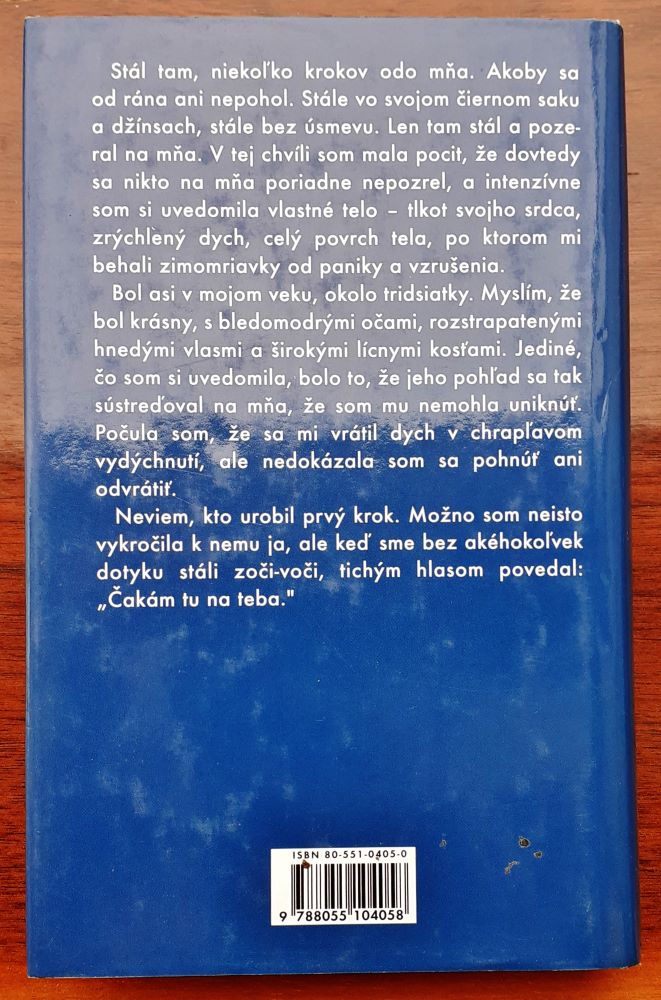 Stál tam, niekoľko krokov odo mňa. Akoby sa
od rána ani nepohol. Stále vo svojom čiernom saku
a džínsach, stále bez úsmevu. Len tam stál a poze-
ral na mňa. V tej chvíli som mala pocit, že dovtedy
sa nikto na mňa poriadne nepozrel, a intenzívne
som si uvedomila vlastné telo – tlkot svojho srdca,
zrýchlený dych, celý povrch tela, po ktorom mi
behali zimomriavky od paniky a vzrušenia.
Bol asi v mojom veku, okolo tridsiatky. Myslím, že
bol krásny, s bledomodrými očami, rozstrapatenými
hnedými vlasmi a širokými lícnymi kosťami. Jediné,
čo som si uvedomila, bolo to, že jeho pohľad sa tak
sústreďoval na mňa, že som mu nemohla uniknúť.
Počula som, že sa mi vrátil dych v chrapľavom
vydýchnutí, ale nedokázala som sa pohnúť ani
odvrátiť.
Neviem, kto urobil prvý krok. Možno som neisto
vykročila k nemu ja, ale keď sme bez akéhokoľvek
dotyku stáli zoči-voči, tichým hlasom povedal:
„Čakám tu na teba."
ISBN 80-551-0405-0
9 788055 104058